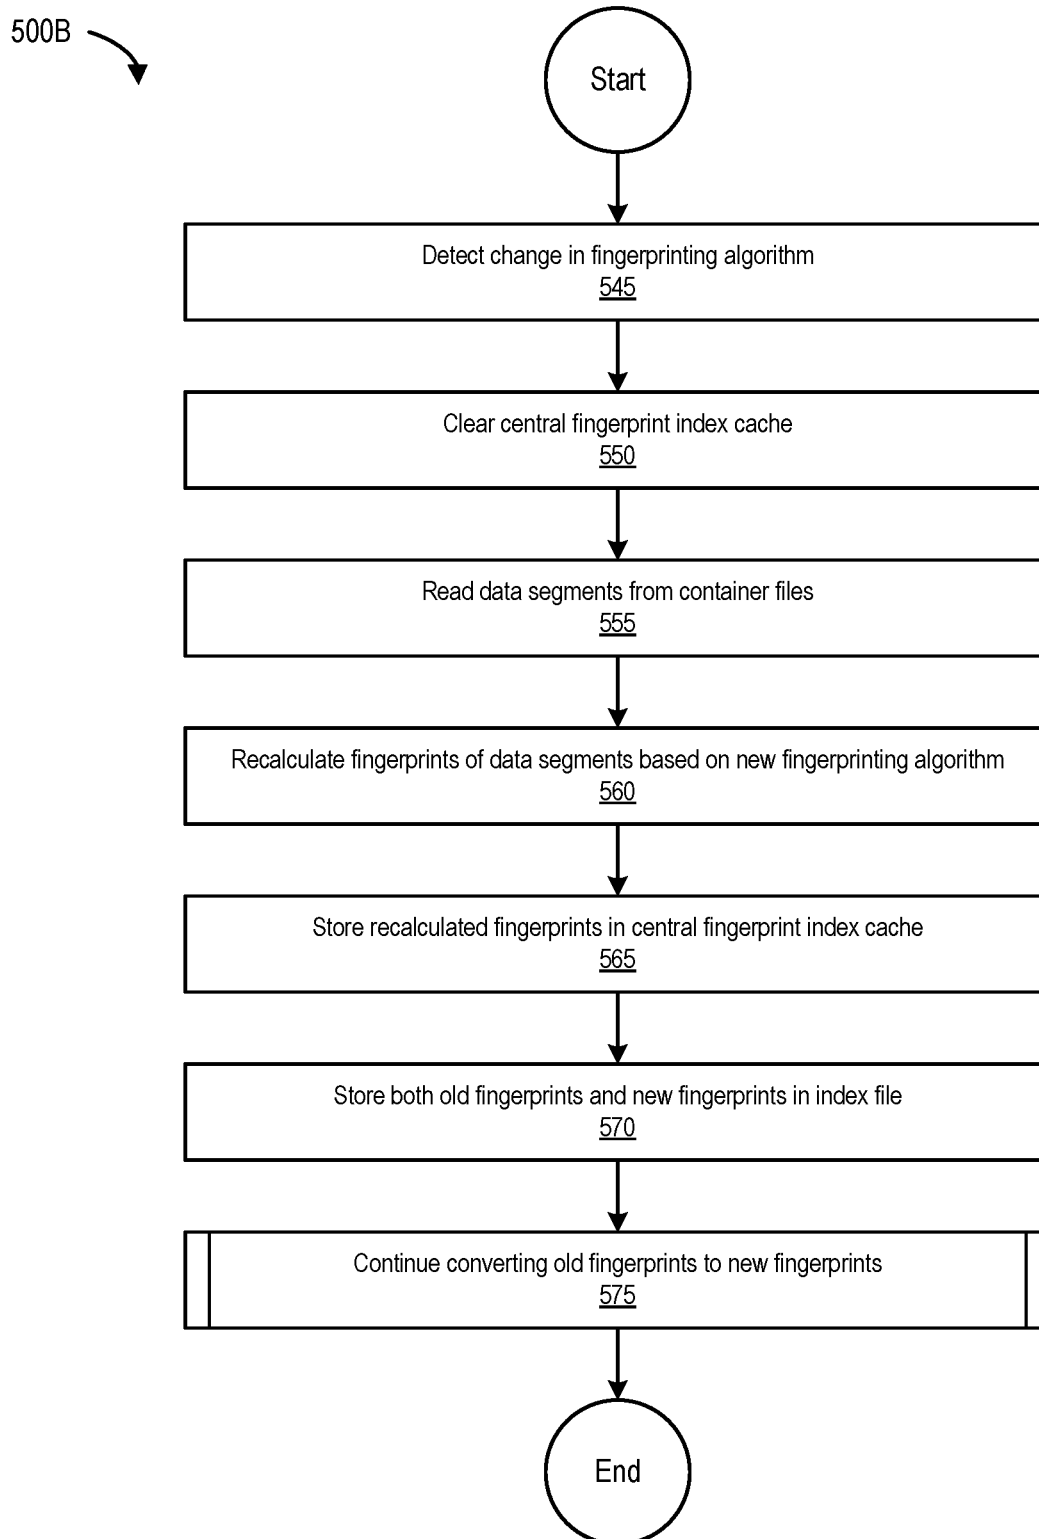 500B
Start
Detect change in fingerprinting algorithm
545
Clear central fingerprint index cache
550
Read data segments from container files
555
Recalculate fingerprints of data segments based on new fingerprinting algorithm
560
Store recalculated fingerprints in central fingerprint index cache
565
Store both old fingerprints and new fingerprints in index file
570
Continue converting old fingerprints to new fingerprints
575
End